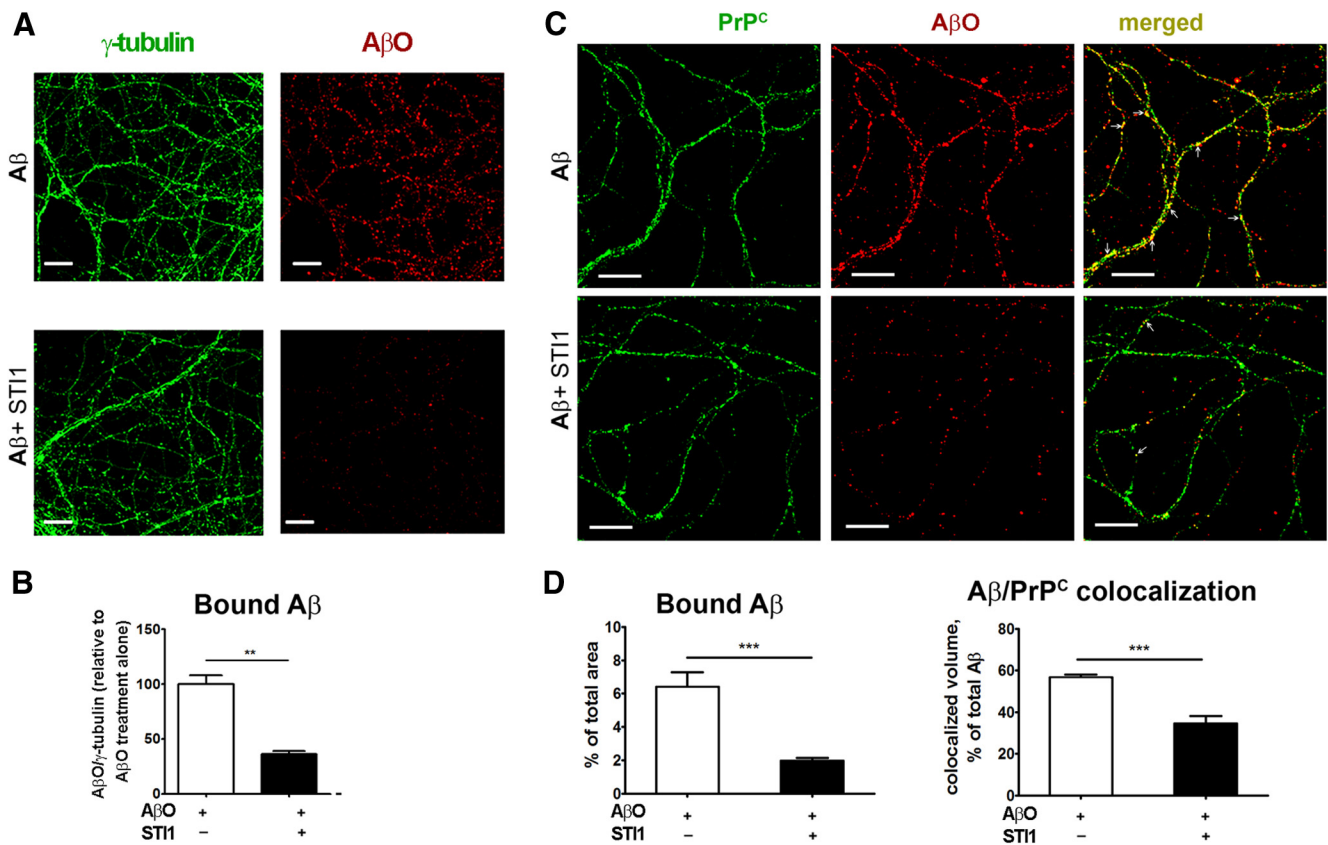 A
γ-tubulin
AβO
Aβ
Aβ+ STI1
B
Bound Aβ
AβO/γ-tubulin (relative to
AβO treatment alone)
150
100
50
0
**
AβO + +
STI1 – +
C
PrPᶜ
AβO
merged
Aβ
Aβ+ STI1
D
Bound Aβ
% of total area
10
8
6
4
2
0
***
AβO + +
STI1 – +
Aβ/PrPᶜ colocalization
colocalized volume,
% of total Aβ
80
60
40
20
0
***
AβO + +
STI1 – +